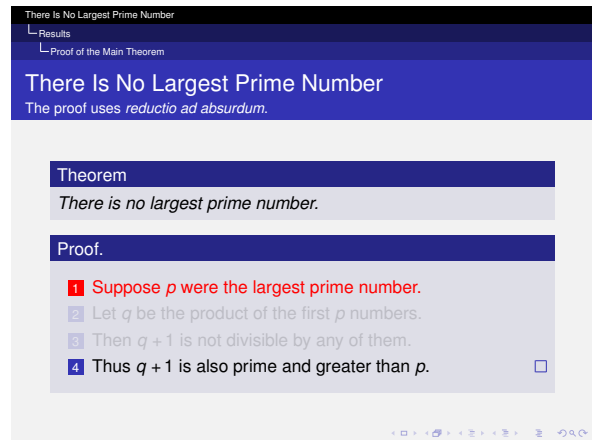 There Is No Largest Prime Number
Results
Proof of the Main Theorem
There Is No Largest Prime Number
The proof uses reductio ad absurdum.
Theorem
There is no largest prime number.
Proof.
1 Suppose p were the largest prime number.
2 Let q be the product of the first p numbers.
3 Then q + 1 is not divisible by any of them.
4 Thus q + 1 is also prime and greater than p.